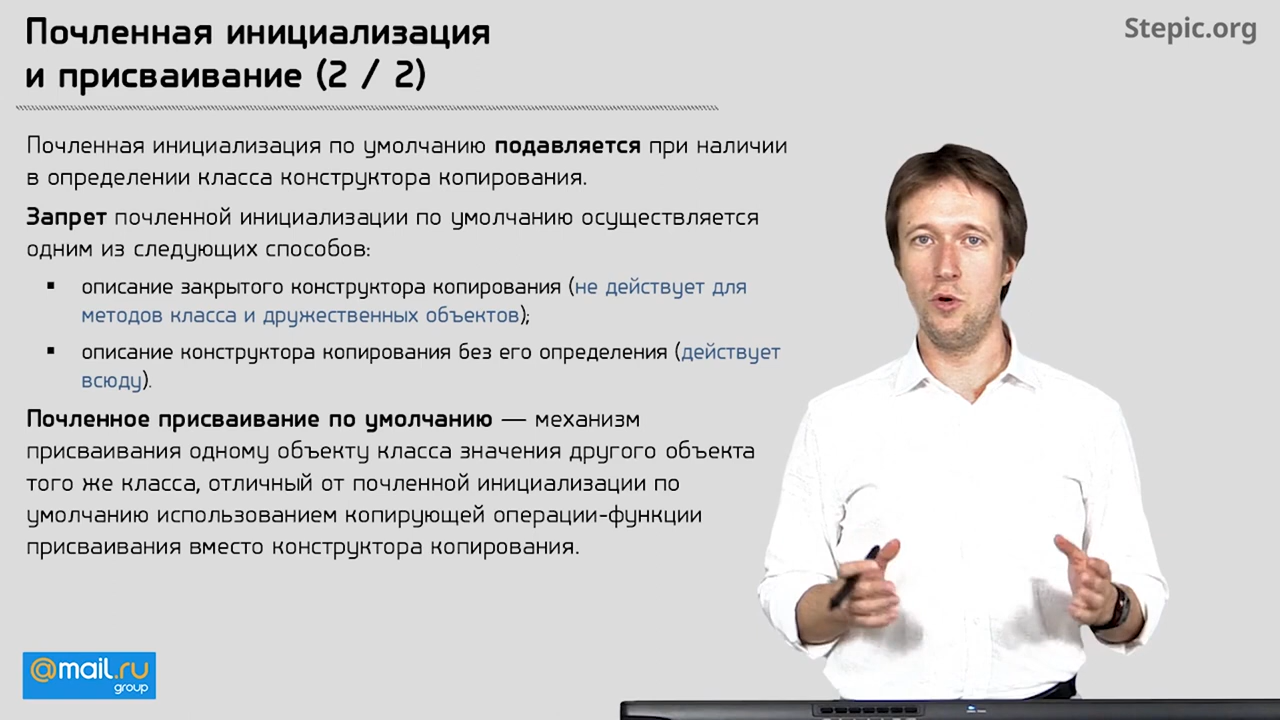 Почленная инициализация
и присваивание (2 / 2)
Stepic.org
Почленная инициализация по умолчанию подавляется при наличии
в определении класса конструктора копирования.
Запрет почленной инициализации по умолчанию осуществляется
одним из следующих способов:
▪ описание закрытого конструктора копирования (не действует для
методов класса и дружественных объектов);
▪ описание конструктора копирования без его определения (действует
всюду).
Почленное присваивание по умолчанию — механизм
присваивания одному объекту класса значения другого объекта
того же класса, отличный от почленной инициализации по
умолчанию использованием копирующей операции-функции
присваивания вместо конструктора копирования.
@mail.ru
group